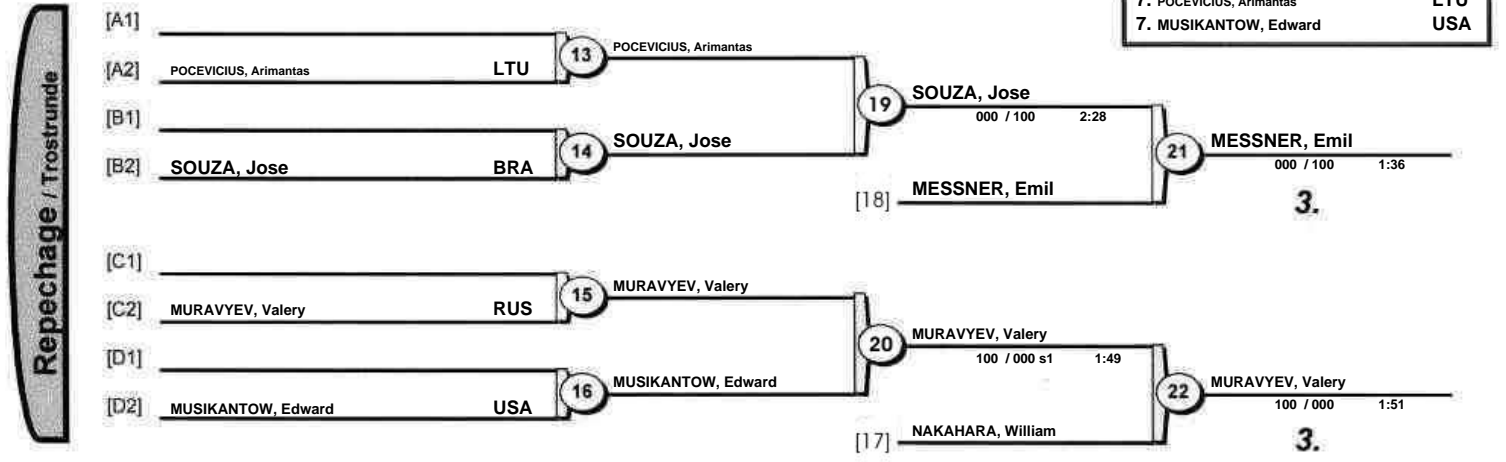 7. POCEVICIUS, Arimantas LTU
7. MUSIKANTOW, Edward USA
Repechage / Trostrunde
[A1]
[A2] POCEVICIUS, Arimantas LTU
13
POCEVICIUS, Arimantas
[B1]
[B2] SOUZA, Jose BRA
14
SOUZA, Jose
19
SOUZA, Jose
000 / 100 2:28
[18] MESSNER, Emil
21
MESSNER, Emil
000 / 100 1:36
3.
[C1]
[C2] MURAVYEV, Valery RUS
15
MURAVYEV, Valery
[D1]
[D2] MUSIKANTOW, Edward USA
16
MUSIKANTOW, Edward
20
MURAVYEV, Valery
100 / 000 s1 1:49
[17] NAKAHARA, William
22
MURAVYEV, Valery
100 / 000 1:51
3.